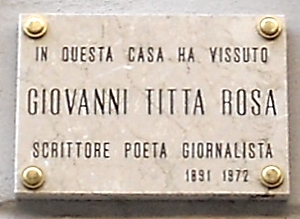 IN QUESTA CASA HA VISSUTO
GIOVANNI TITTA ROSA
SCRITTORE POETA GIORNALISTA
1891 1972